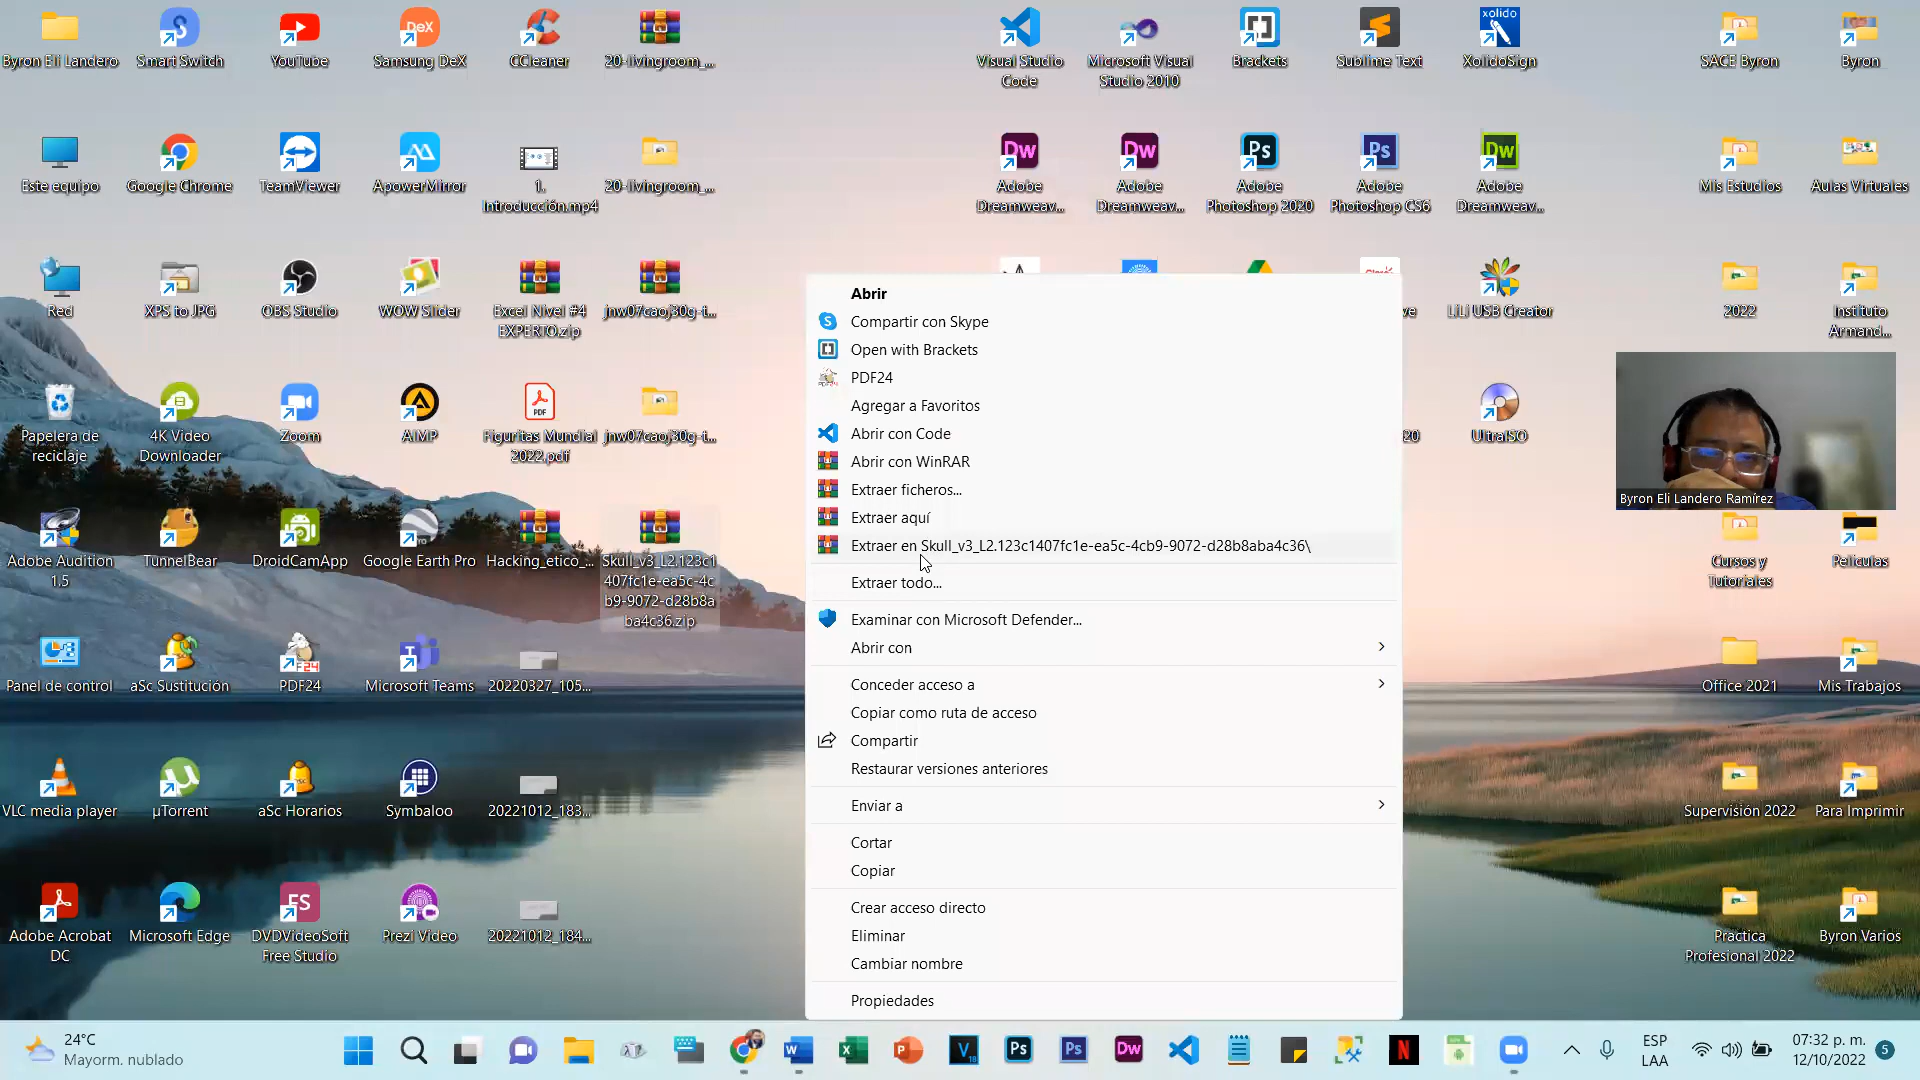 Byron Eli Landero
Smart Switch
YouTube
Samsung DeX
CCleaner
20-livingroom_...
Visual Studio
Code
Microsoft Visual
Studio 2010
Brackets
Sublime Text
XolidoSign
SACE Byron
Byron
Este equipo
Google Chrome
TeamViewer
ApowerMirror
1.
Introducción.mp4
20-livingroom_...
Adobe
Dreamweav...
Adobe
Dreamweav...
Adobe
Photoshop 2020
Adobe
Photoshop CS6
Adobe
Dreamweav...
Mis Estudios
Aulas Virtuales
Red
XPS to JPG
OBS Studio
WOW Slider
Excel Nivel #4
EXPERTO.zip
jnw07caoj30g-t...
ve
LiLi USB Creator
2022
Instituto
Armand...
Papelera de
reciclaje
4K Video
Downloader
Zoom
AIMP
Figuritas Mundial
2022.pdf
jnw07caoj30g-t...
20
UltraISO
Byron Eli Landero Ramírez
Adobe Audition
1.5
TunnelBear
DroidCamApp
Google Earth Pro
Hacking_etico_...
Skull_v3_L2.123c1
407fc1e-ea5c-4c
b9-9072-d28b8a
ba4c36.zip
Cursos y
Tutoriales
Peliculas
Panel de control
aSc Sustitución
PDF24
Microsoft Teams
20220327_105...
Office 2021
Mis Trabajos
VLC media player
µTorrent
aSc Horarios
Symbaloo
20221012_183...
Supervisión 2022
Para Imprimir
Adobe Acrobat
DC
Microsoft Edge
DVDVideoSoft
Free Studio
Prezi Video
20221012_184...
Practica
Profesional 2022
Byron Varios
Abrir
Compartir con Skype
Open with Brackets
PDF24
Agregar a Favoritos
Abrir con Code
Abrir con WinRAR
Extraer ficheros...
Extraer aquí
Extraer en Skull_v3_L2.123c1407fc1e-ea5c-4cb9-9072-d28b8aba4c36\
Extraer todo...
Examinar con Microsoft Defender...
Abrir con
Conceder acceso a
Copiar como ruta de acceso
Compartir
Restaurar versiones anteriores
Enviar a
Cortar
Copiar
Crear acceso directo
Eliminar
Cambiar nombre
Propiedades
24°C
Mayorm. nublado
ESP
LAA
07:32 p. m.
12/10/2022
5